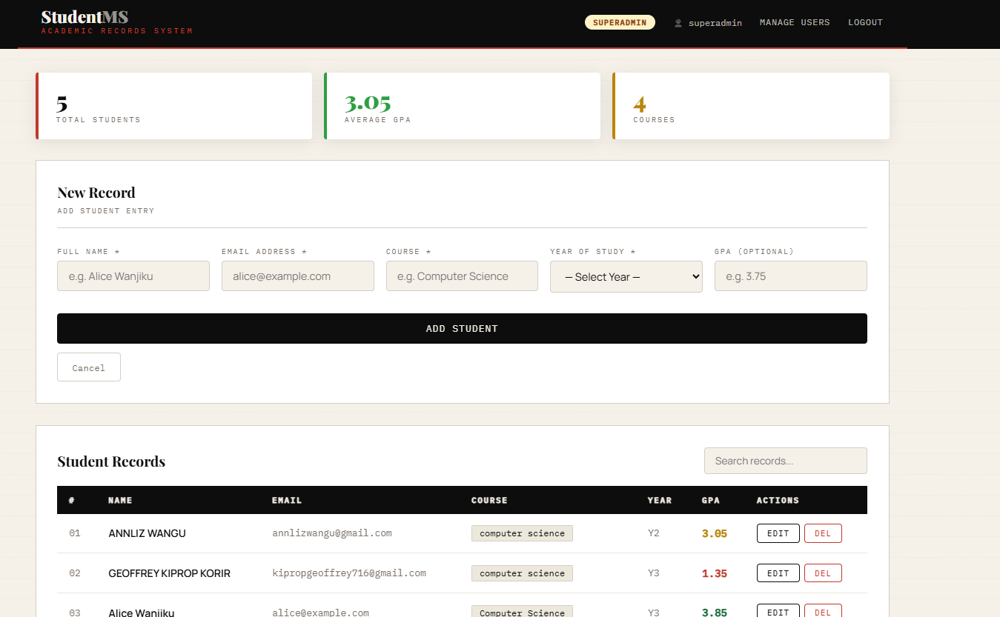 StudentMS
ACADEMIC RECORDS SYSTEM
SUPERADMIN
superadmin
MANAGE USERS
LOGOUT
5
TOTAL STUDENTS
3.05
AVERAGE GPA
4
COURSES
New Record
ADD STUDENT ENTRY
FULL NAME * EMAIL ADDRESS * COURSE * YEAR OF STUDY * GPA (OPTIONAL)
e.g. Alice Wanjiku alice@example.com e.g. Computer Science — Select Year — e.g. 3.75
ADD STUDENT
Cancel
Student Records
Search records...
# NAME EMAIL COURSE YEAR GPA ACTIONS
01 ANNLIZ WANGU annlizwangu@gmail.com computer science Y2 3.05 EDIT DEL
02 GEOFFREY KIPROP KORIR kipropgeoffrey716@gmail.com computer science Y3 1.35 EDIT DEL
03 Alice Wanjiku alice@example.com Computer Science Y3 3.85 EDIT DEL